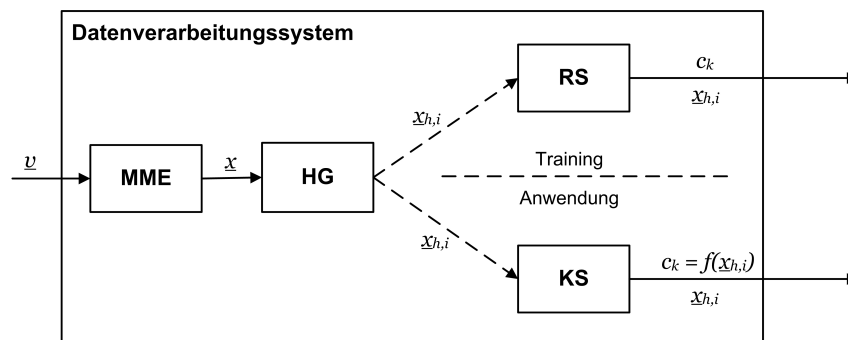 Datenverarbeitungssystem
v
MME
x
HG
x_h,i
x_h,i
RS
c_k
x_h,i
Training
Anwendung
KS
c_k = f(x_h,i)
x_h,i